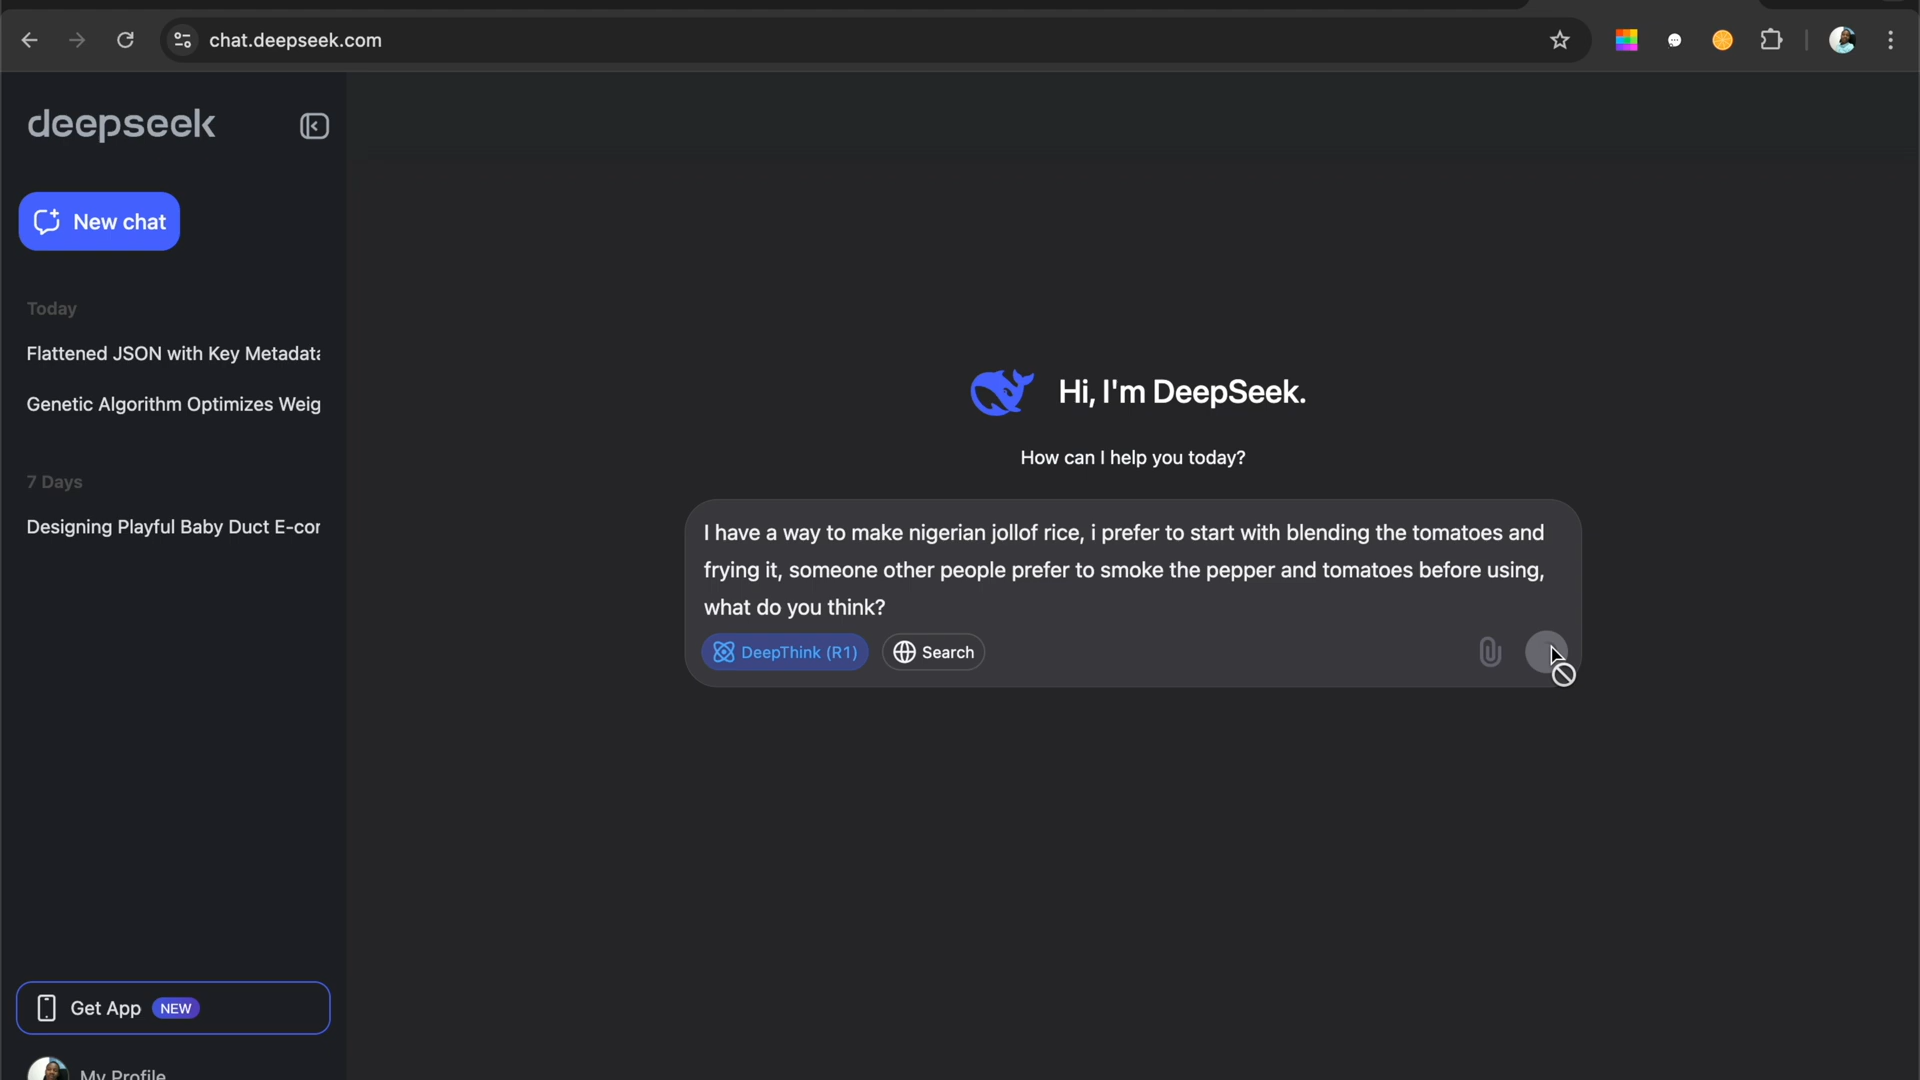 chat.deepseek.com
deepseek
New chat
Today
Flattened JSON with Key Metadata
Genetic Algorithm Optimizes Weig
7 Days
Designing Playful Baby Duct E-cor
Hi, I'm DeepSeek.
How can I help you today?
I have a way to make nigerian jollof rice, i prefer to start with blending the tomatoes and
frying it, someone other people prefer to smoke the pepper and tomatoes before using,
what do you think?
DeepThink (R1)
Search
Get App NEW
My Profile